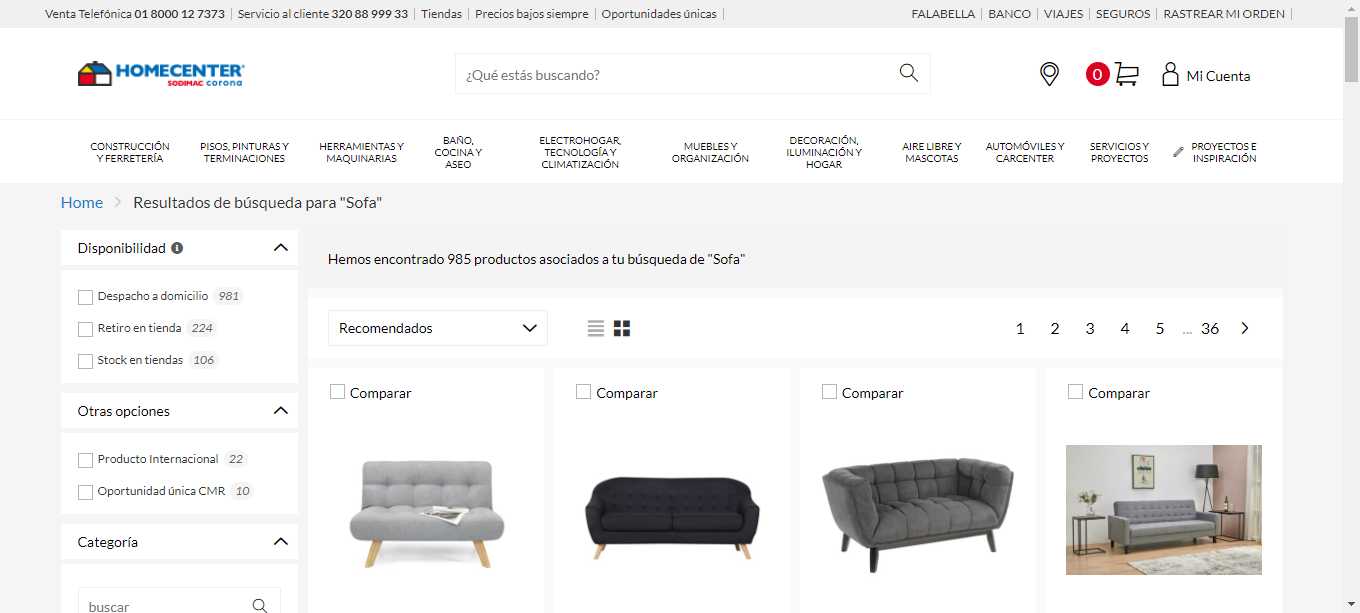 Venta Telefónica 01 8000 12 7373 | Servicio al cliente 320 88 999 33 | Tiendas | Precios bajos siempre | Oportunidades únicas |
FALABELLA | BANCO | VIAJES | SEGUROS | RASTREAR MI ORDEN |
HOMECENTER
SODIMAC corona
¿Qué estás buscando?
0
Mi Cuenta
CONSTRUCCIÓN
Y FERRETERÍA
PISOS, PINTURAS Y
TERMINACIONES
HERRAMIENTAS Y
MAQUINARIAS
BAÑO,
COCINA Y
ASEO
ELECTROHOGAR,
TECNOLOGÍA Y
CLIMATIZACIÓN
MUEBLES Y
ORGANIZACIÓN
DECORACIÓN,
ILUMINACIÓN Y
HOGAR
AIRE LIBRE Y
MASCOTAS
AUTOMÓVILES Y
CARCENTER
SERVICIOS Y
PROYECTOS
PROYECTOS E
INSPIRACIÓN
Home > Resultados de búsqueda para "Sofa"
Disponibilidad
Despacho a domicilio 981
Retiro en tienda 224
Stock en tiendas 106
Otras opciones
Producto Internacional 22
Oportunidad única CMR 10
Categoría
buscar
Hemos encontrado 985 productos asociados a tu búsqueda de "Sofa"
Recomendados
1 2 3 4 5 ... 36 >
Comparar
Comparar
Comparar
Comparar